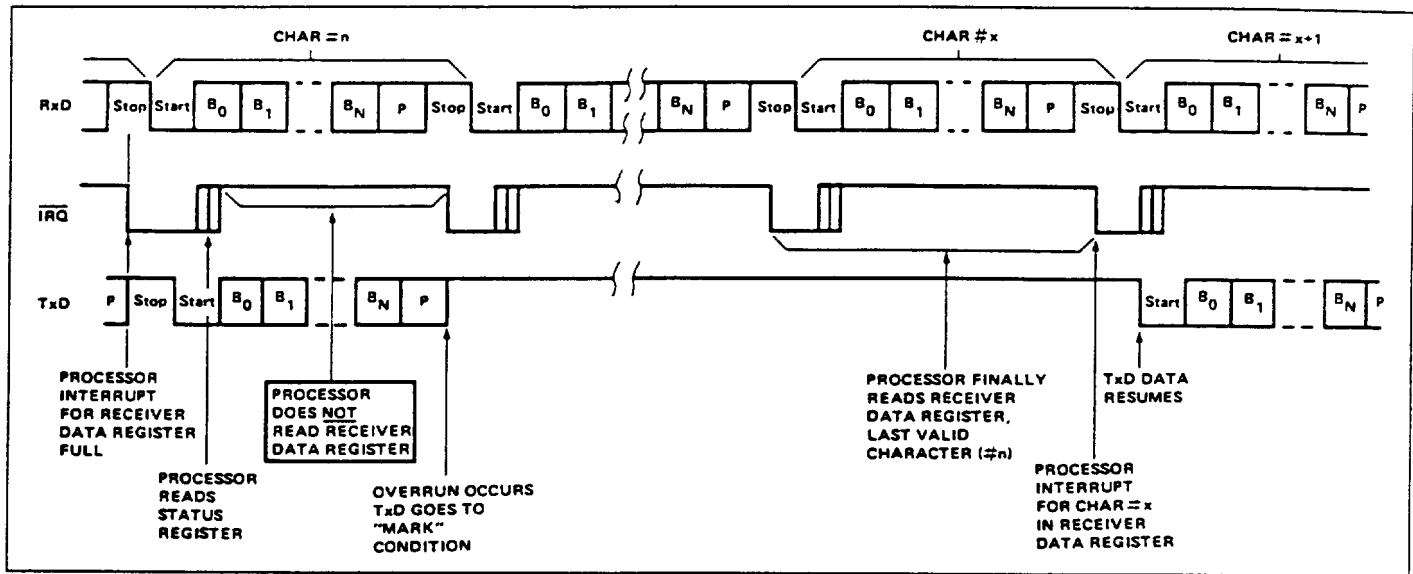 CHAR = n
CHAR #x
CHAR = x+1
RxD
Stop Start B0 B1 BN P Stop Start B0 B1 BN P Stop Start B0 B1 BN P Stop Start B0 B1 BN P
IRQ
TxD
P Stop Start B0 B1 BN P Start B0 B1 BN P
PROCESSOR
INTERRUPT
FOR RECEIVER
DATA REGISTER
FULL
PROCESSOR
READS
STATUS
REGISTER
PROCESSOR
DOES NOT
READ RECEIVER
DATA REGISTER
OVERRUN OCCURS
TxD GOES TO
"MARK"
CONDITION
PROCESSOR FINALLY
READS RECEIVER
DATA REGISTER,
LAST VALID
CHARACTER (#n)
PROCESSOR
INTERRUPT
FOR CHAR = x
IN RECEIVER
DATA REGISTER
TxD DATA
RESUMES